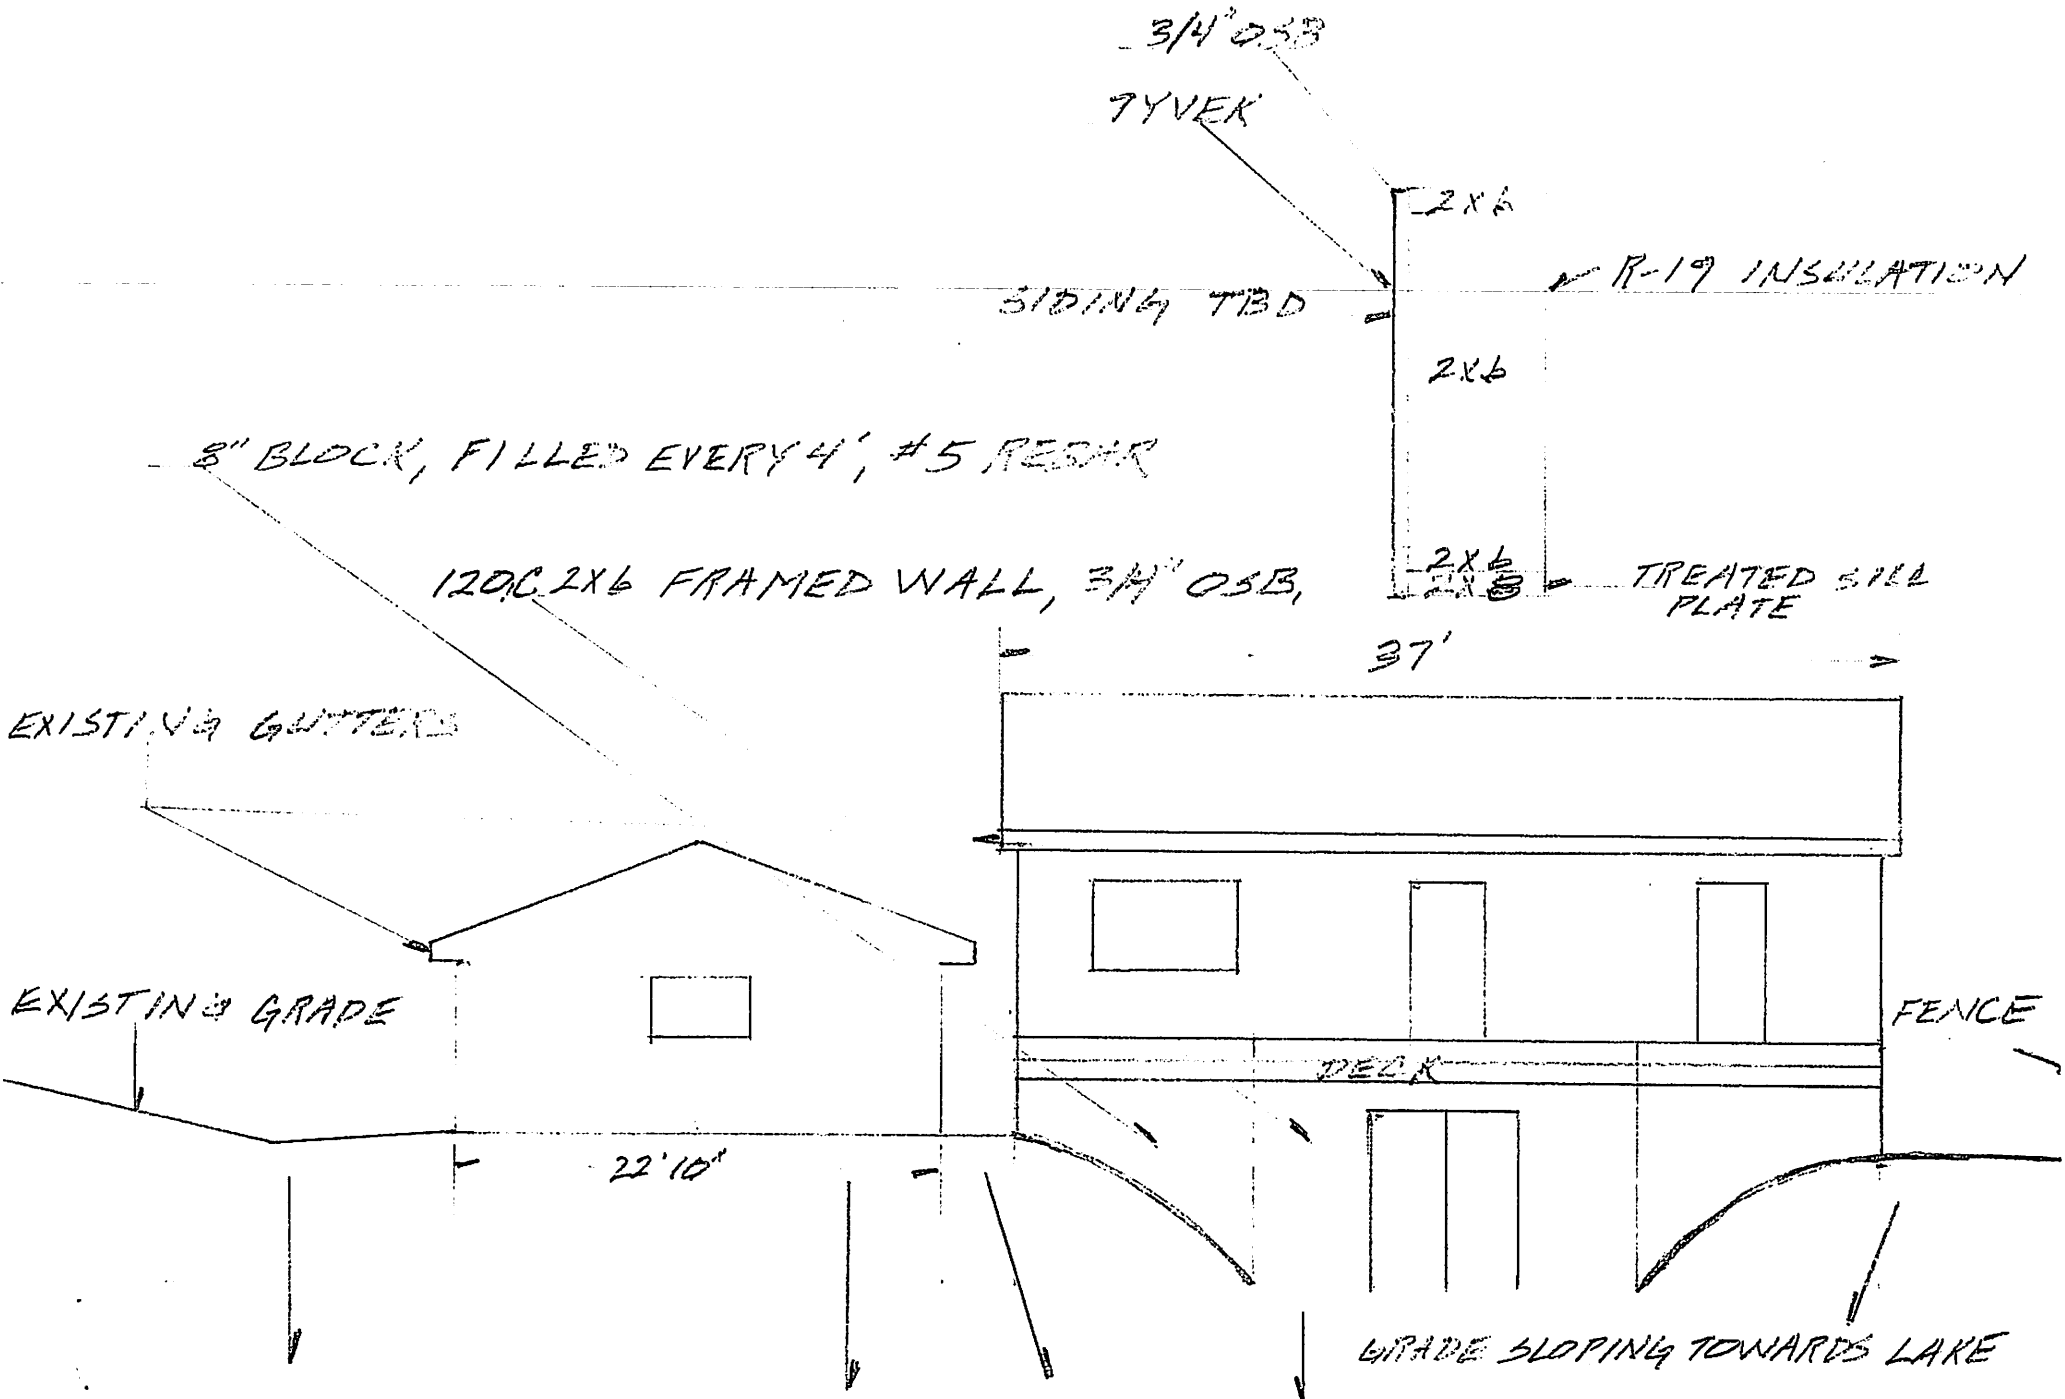 3/4" OSB
TYVEK
2X6
R-19 INSULATION
SIDING TBD
2X6
8" BLOCK, FILLED EVERY 4', #5 REBAR
2X6
12O.C 2X6 FRAMED WALL, 3/4" OSB,
2X8
TREATED SILL
PLATE
37'
EXISTING GUTTERS
EXISTING GRADE
FENCE
DECK
22'10"
GRADE SLOPING TOWARDS LAKE